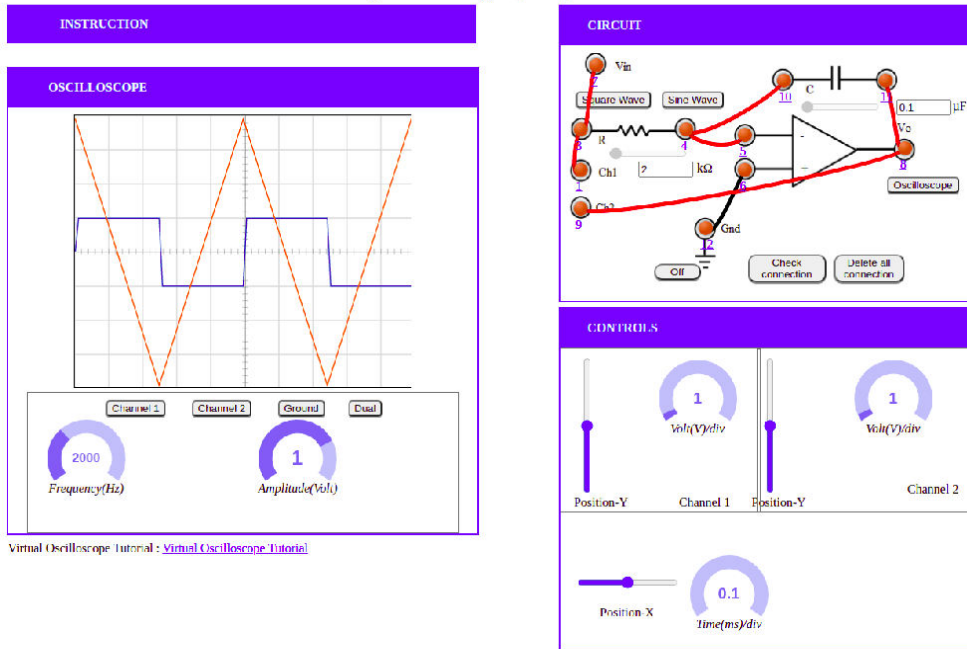 INSTRUCTION
OSCILLOSCOPE
Channel 1
Channel 2
Ground
Dual
2000
Frequency(Hz)
1
Amplitude(Volt)
Virtual Oscilloscope Tutorial : Virtual Oscilloscope Tutorial
CIRCUIT
7
Vin
Square Wave
Sine Wave
10
C
11
0.1
μF
3
R
4
5
-
Vo
8
1
Ch1
2
kΩ
6
Oscilloscope
9
Ch2
Gnd
12
Off
Check
connection
Delete all
connection
CONTROLS
1
Volt(V)/div
1
Volt(V)/div
Position-Y
Channel 1
Position-Y
Channel 2
Position-X
0.1
Time(ms)/div